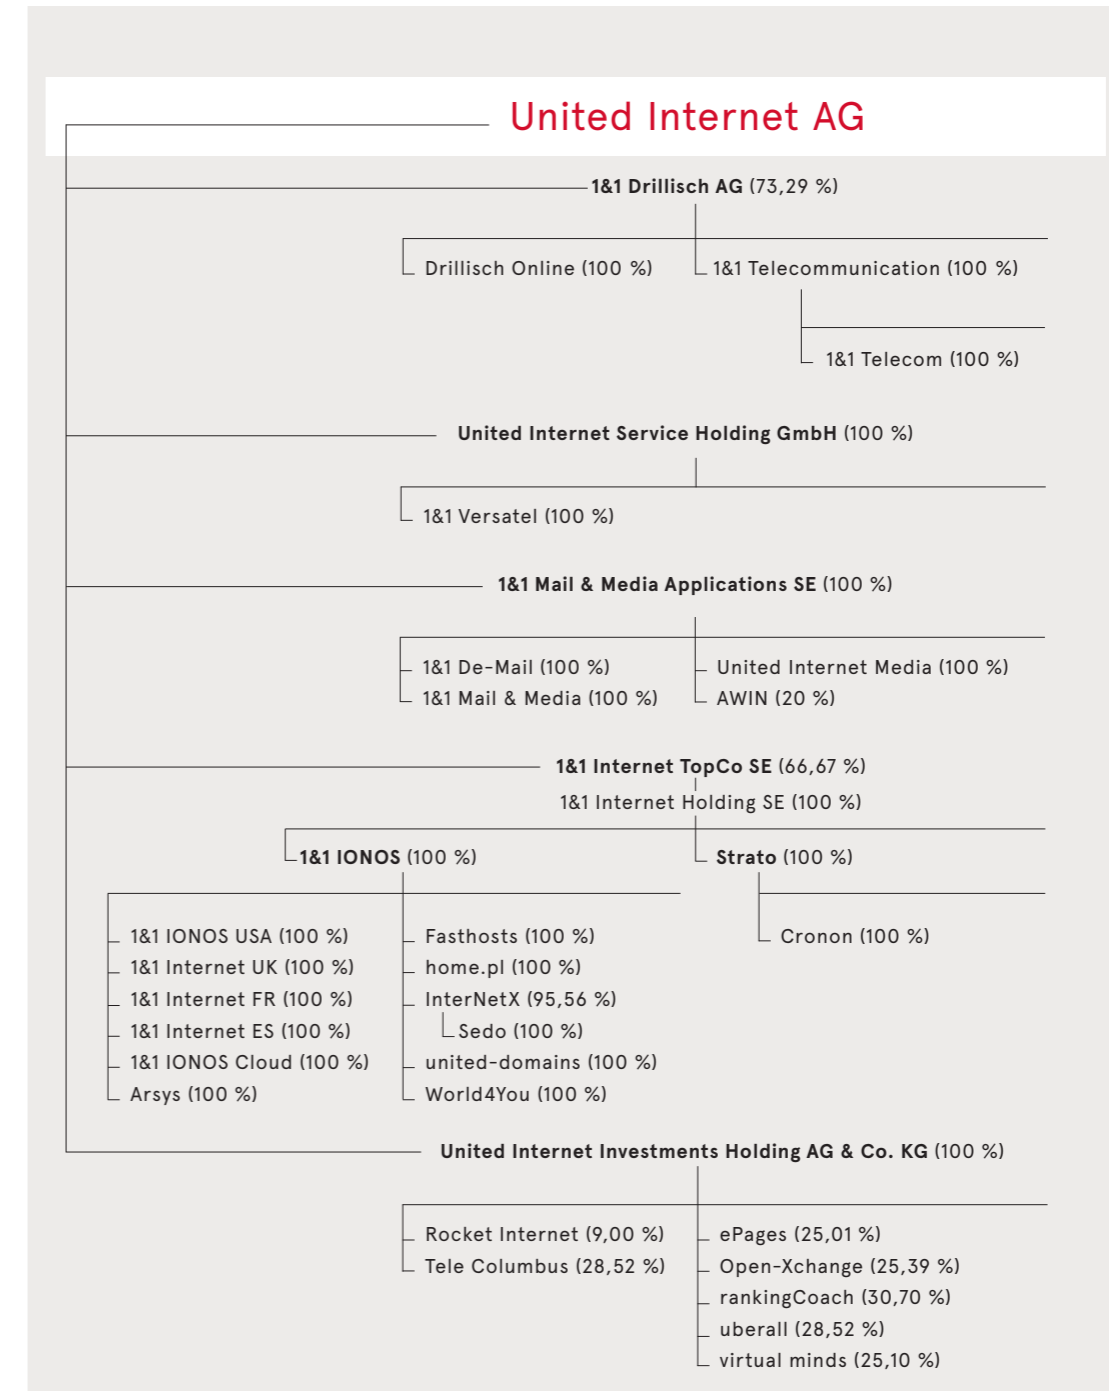 United Internet AG
1&1 Drillisch AG (73,29 %)
Drillisch Online (100 %)
1&1 Telecommunication (100 %)
1&1 Telecom (100 %)
United Internet Service Holding GmbH (100 %)
1&1 Versatel (100 %)
1&1 Mail & Media Applications SE (100 %)
1&1 De-Mail (100 %)
1&1 Mail & Media (100 %)
United Internet Media (100 %)
AWIN (20 %)
1&1 Internet TopCo SE (66,67 %)
1&1 Internet Holding SE (100 %)
1&1 IONOS (100 %)
1&1 IONOS USA (100 %)
1&1 Internet UK (100 %)
1&1 Internet FR (100 %)
1&1 Internet ES (100 %)
1&1 IONOS Cloud (100 %)
Arsys (100 %)
Fasthosts (100 %)
home.pl (100 %)
InterNetX (95,56 %)
Sedo (100 %)
united-domains (100 %)
World4You (100 %)
Strato (100 %)
Cronon (100 %)
United Internet Investments Holding AG & Co. KG (100 %)
Rocket Internet (9,00 %)
Tele Columbus (28,52 %)
ePages (25,01 %)
Open-Xchange (25,39 %)
rankingCoach (30,70 %)
uberall (28,52 %)
virtual minds (25,10 %)